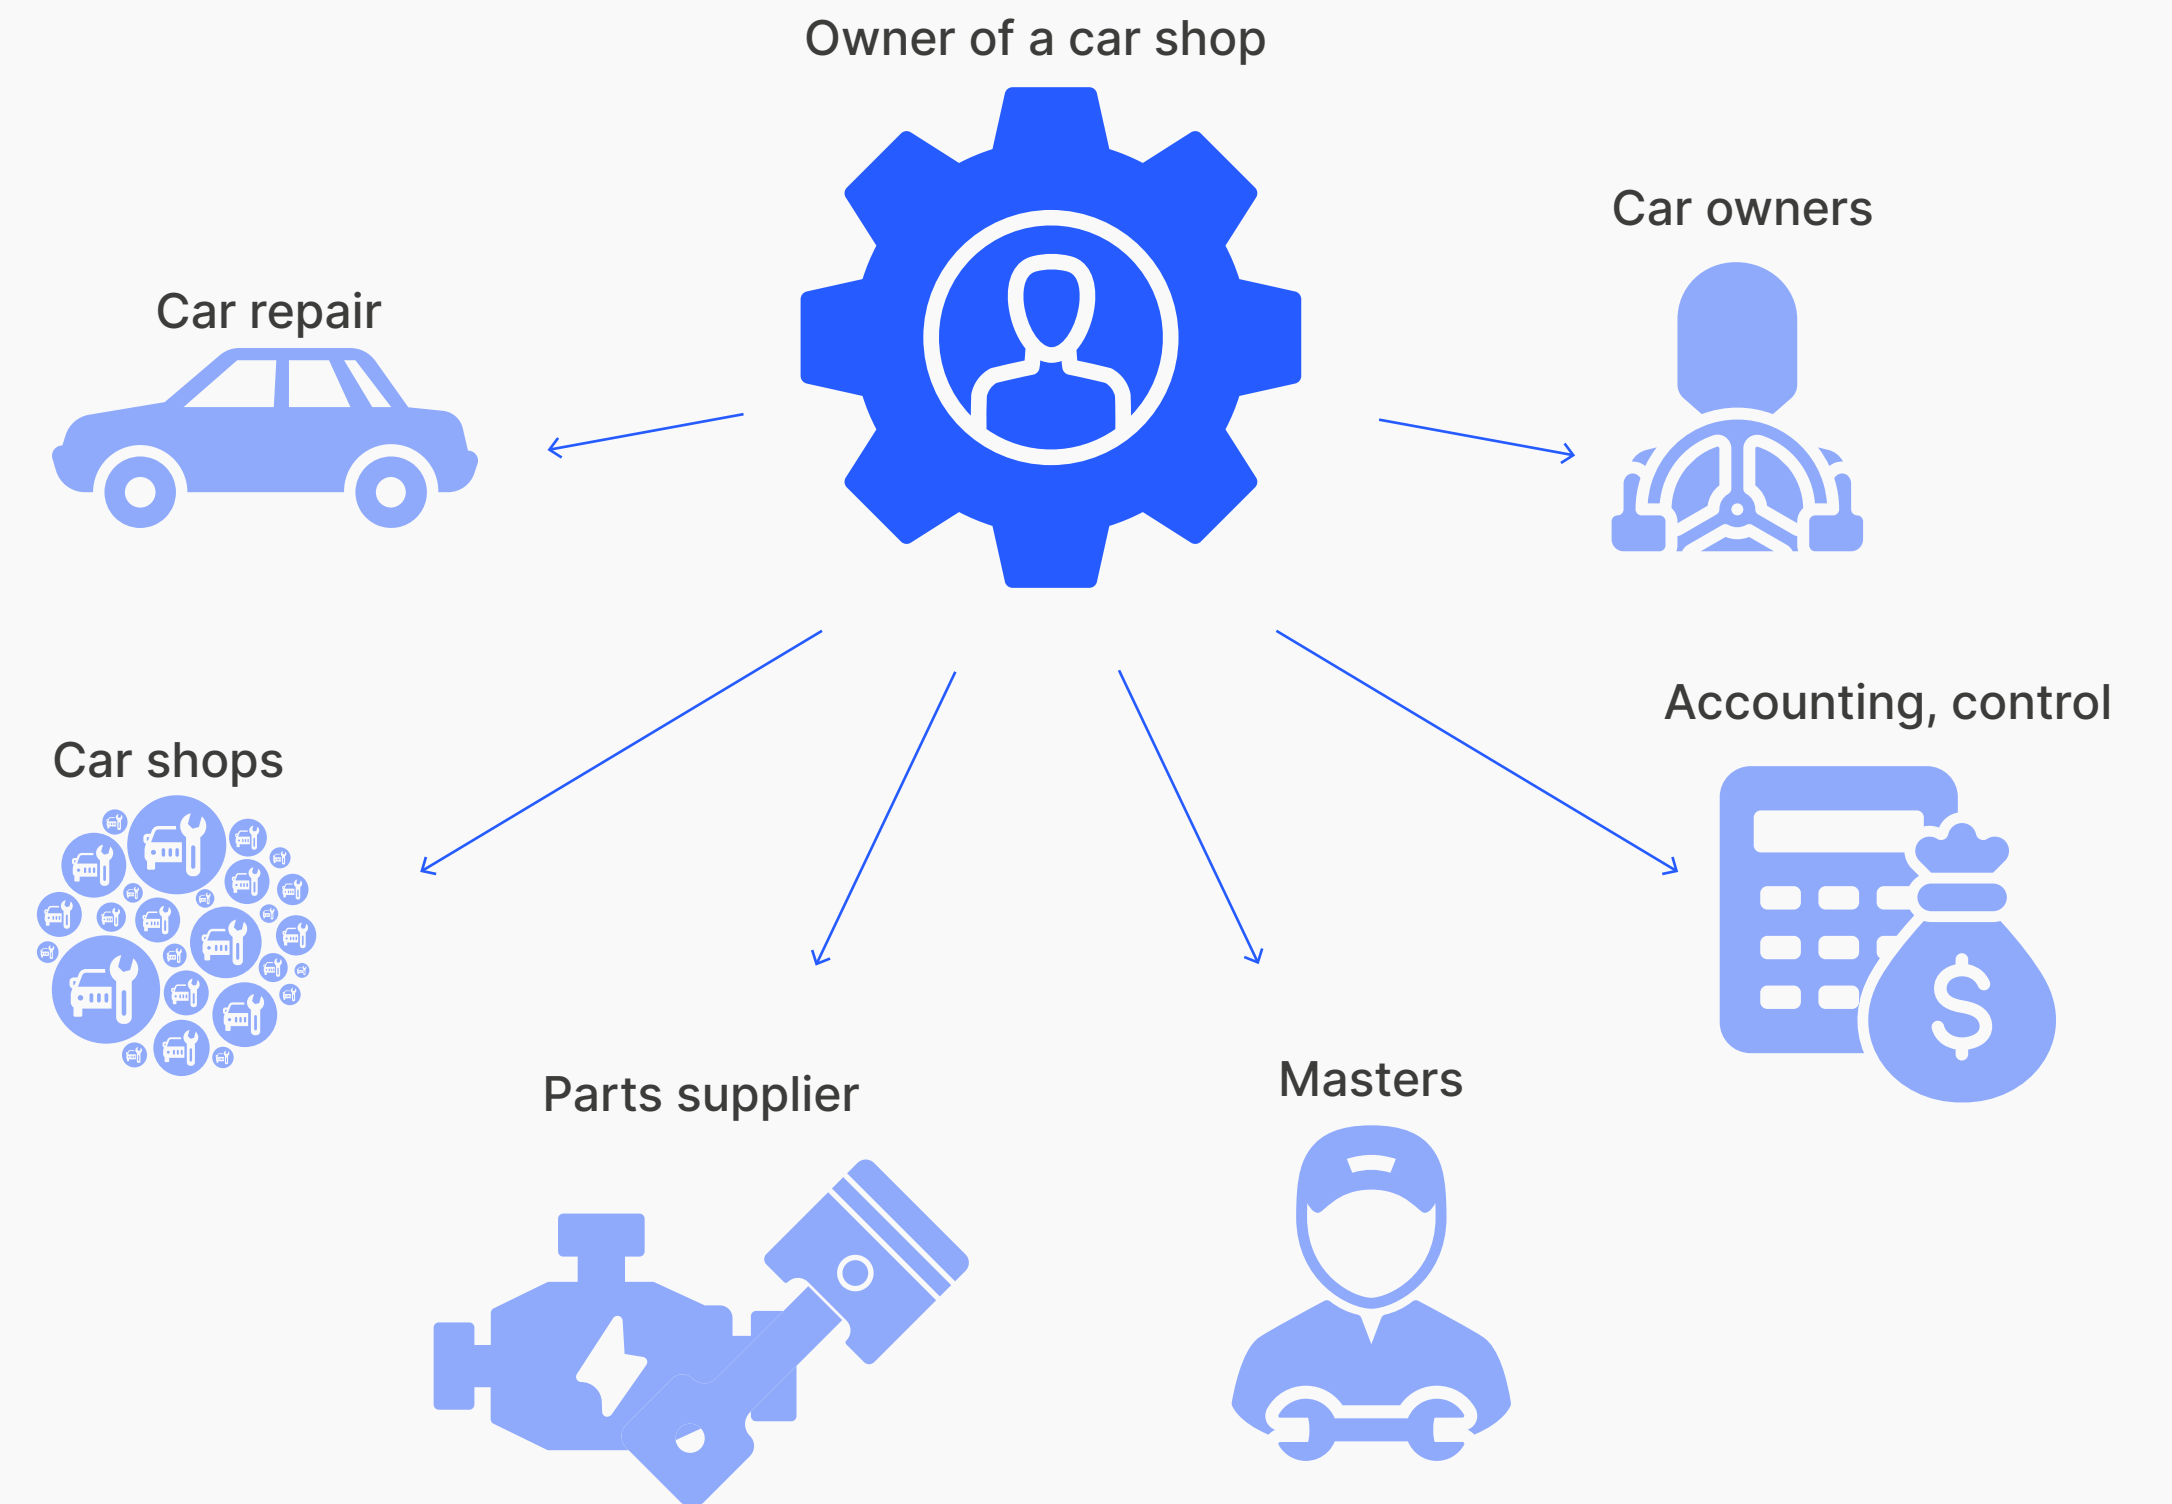 Owner of a car shop
Car owners
Car repair
Accounting, control
Car shops
Parts supplier
Masters
$